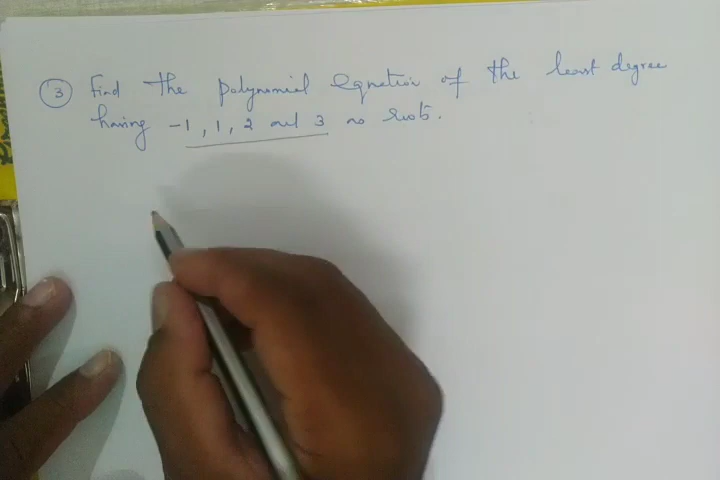 3 Find the polynomial equation of the least degree
having -1, 1, 2 and 3 as roots.